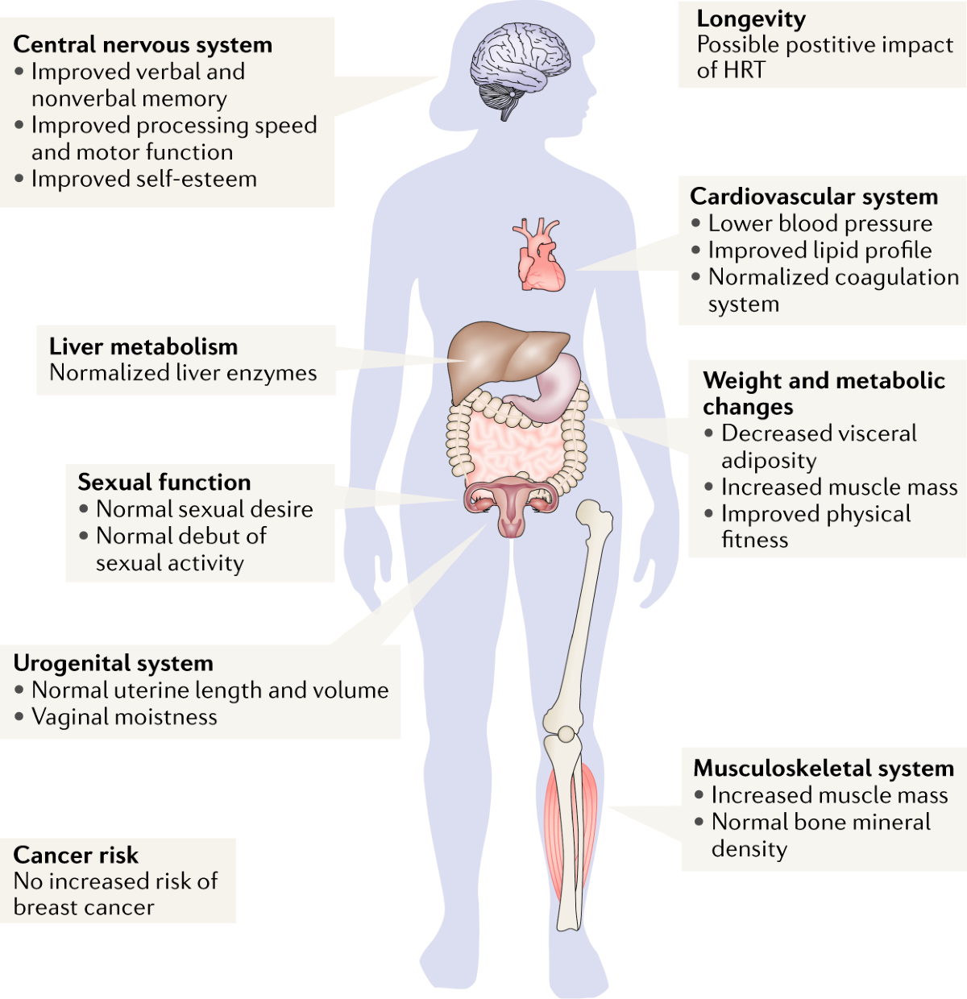 Central nervous system
• Improved verbal and
nonverbal memory
• Improved processing speed
and motor function
• Improved self-esteem
Longevity
Possible postitive impact
of HRT
Cardiovascular system
• Lower blood pressure
• Improved lipid profile
• Normalized coagulation
system
Liver metabolism
Normalized liver enzymes
Weight and metabolic
changes
• Decreased visceral
adiposity
• Increased muscle mass
• Improved physical
fitness
Sexual function
• Normal sexual desire
• Normal debut of
sexual activity
Urogenital system
• Normal uterine length and volume
• Vaginal moistness
Musculoskeletal system
• Increased muscle mass
• Normal bone mineral
density
Cancer risk
No increased risk of
breast cancer